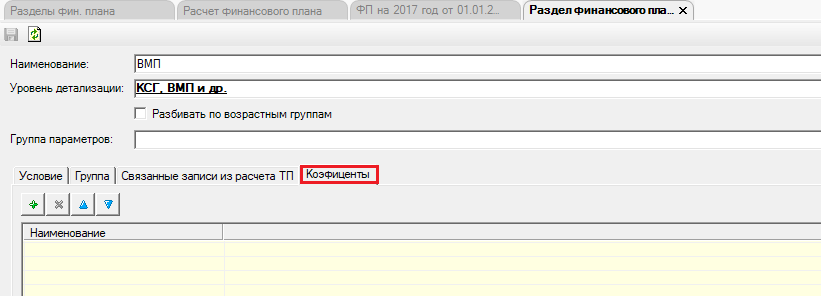 Разделы фин. плана Расчет финансового плана ФП на 2017 год от 01.01.2... Раздел финансового пла...
Наименование: ВМП
Уровень детализации: КСГ, ВМП и др.
Разбивать по возрастным группам
Группа параметров:
Условие Группа Связанные записи из расчета ТП Коэфиценты
Наименование